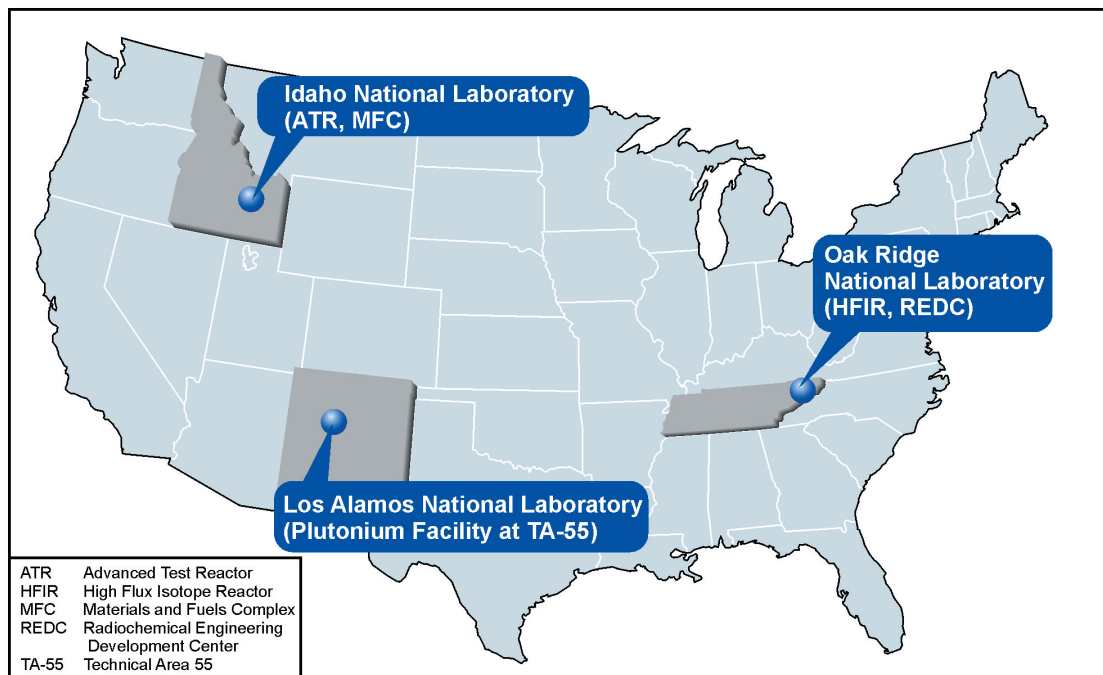 Idaho National Laboratory
(ATR, MFC)
Oak Ridge
National Laboratory
(HFIR, REDC)
Los Alamos National Laboratory
(Plutonium Facility at TA-55)
ATR Advanced Test Reactor
HFIR High Flux Isotope Reactor
MFC Materials and Fuels Complex
REDC Radiochemical Engineering
Development Center
TA-55 Technical Area 55